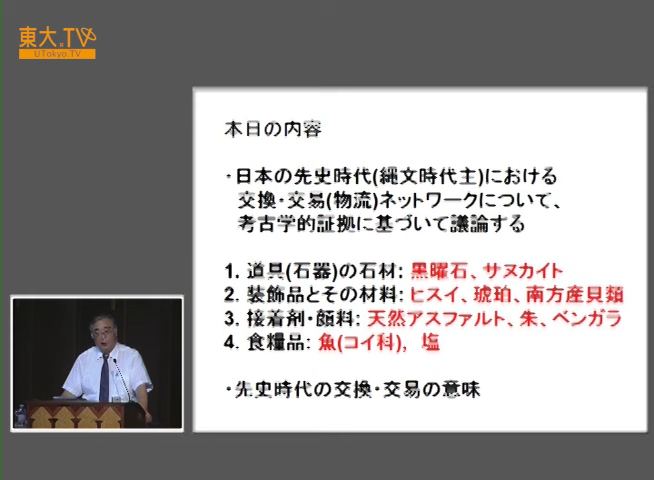 東大.TV
UTokyo.TV
本日の内容
・日本の先史時代(縄文時代主)における
交換・交易(物流)ネットワークについて、
考古学的証拠に基づいて議論する
1. 道具(石器)の石材: 黒曜石、サヌカイト
2. 装飾品とその材料: ヒスイ、琥珀、南方産貝類
3. 接着剤・顔料: 天然アスファルト、朱、ベンガラ
4. 食糧品: 魚(コイ科)， 塩
・先史時代の交換・交易の意味